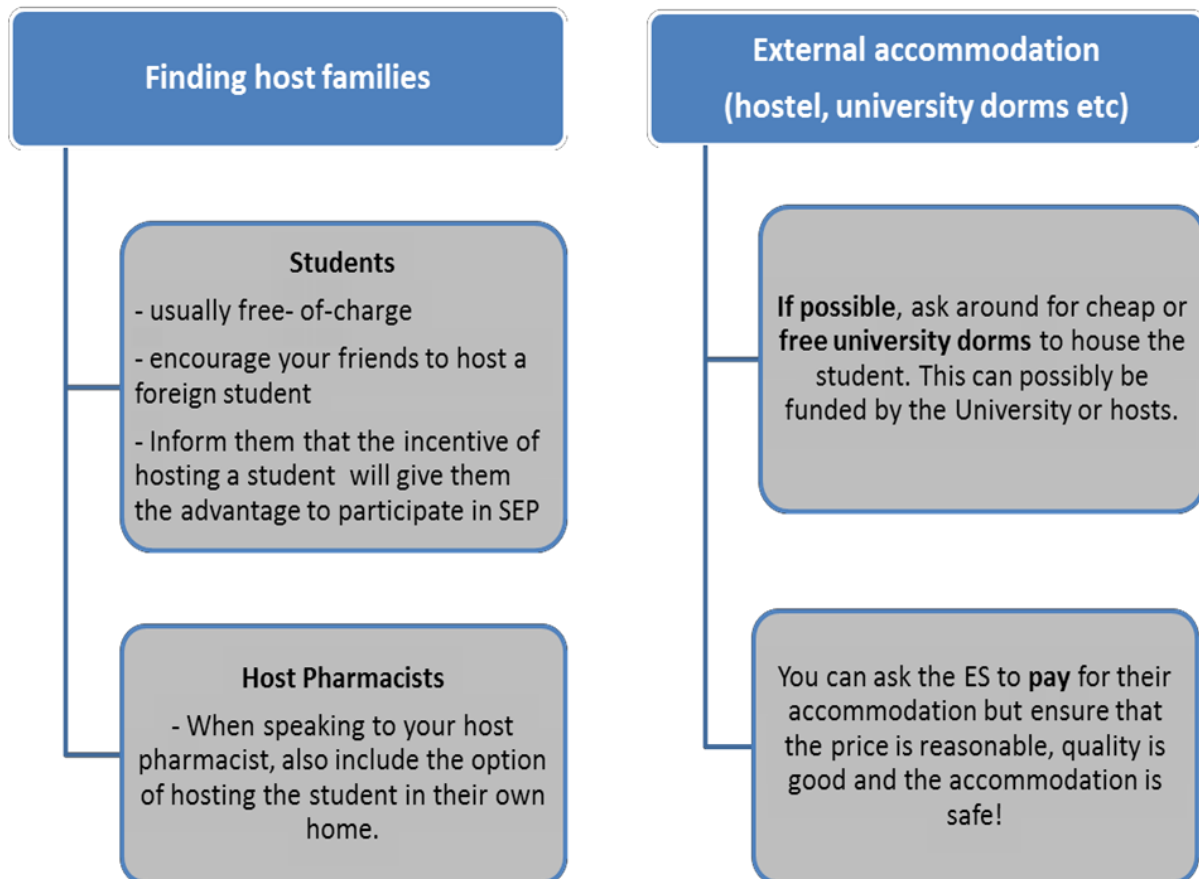 Finding host families
Students
- usually free- of-charge
- encourage your friends to host a
foreign student
- Inform them that the incentive of
hosting a student will give them
the advantage to participate in SEP
Host Pharmacists
- When speaking to your host
pharmacist, also include the option
of hosting the student in their own
home.
External accommodation
(hostel, university dorms etc)
If possible, ask around for cheap or
free university dorms to house the
student. This can possibly be
funded by the University or hosts.
You can ask the ES to pay for their
accommodation but ensure that
the price is reasonable, quality is
good and the accommodation is
safe!